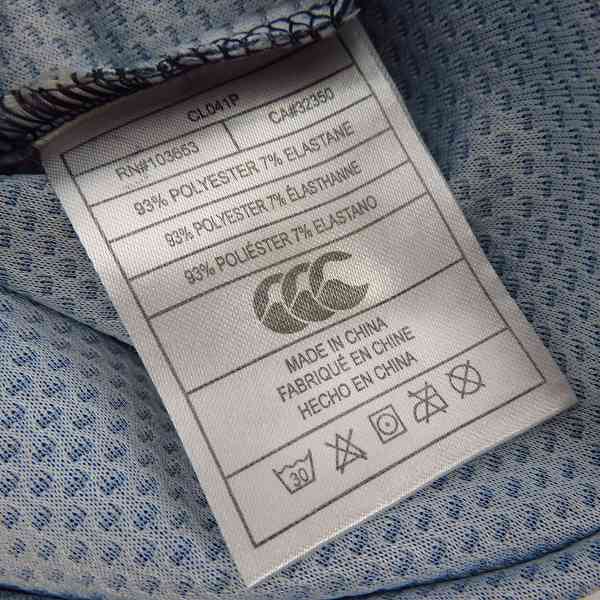 CL041P
RN#103663 CA#32350
93% POLYESTER 7% ELASTANE
93% POLYESTER 7% ÉLASTHANNE
93% POLIÉSTER 7% ELASTANO
MADE IN CHINA
FABRIQUÉ EN CHINE
HECHO EN CHINA
30